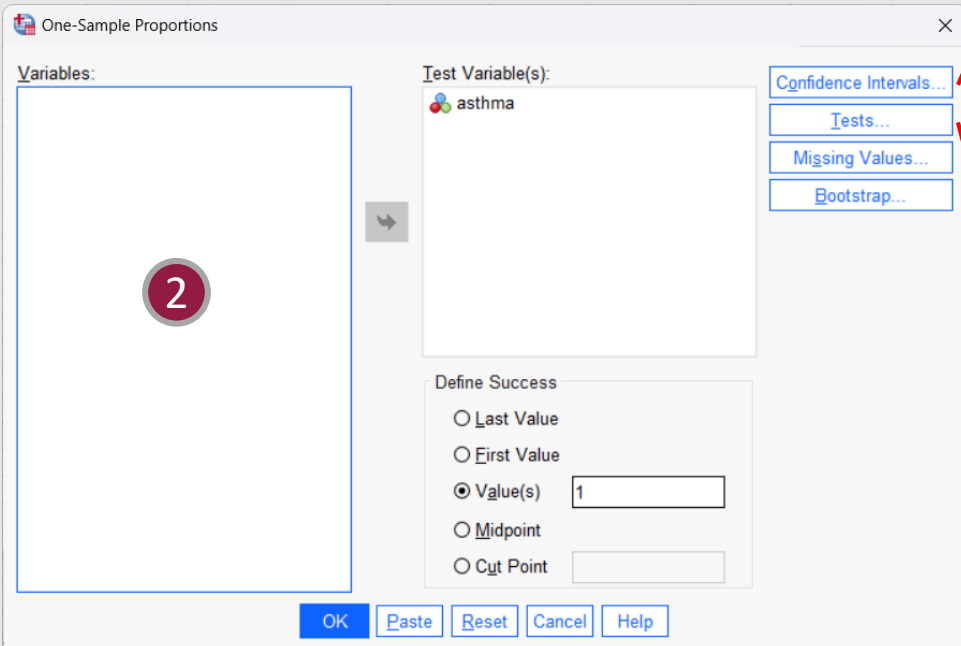 One-Sample Proportions
Variables:
2
Test Variable(s):
asthma
Define Success
Last Value
First Value
Value(s) 1
Midpoint
Cut Point
Confidence Intervals...
Tests...
Missing Values...
Bootstrap...
OK Paste Reset Cancel Help